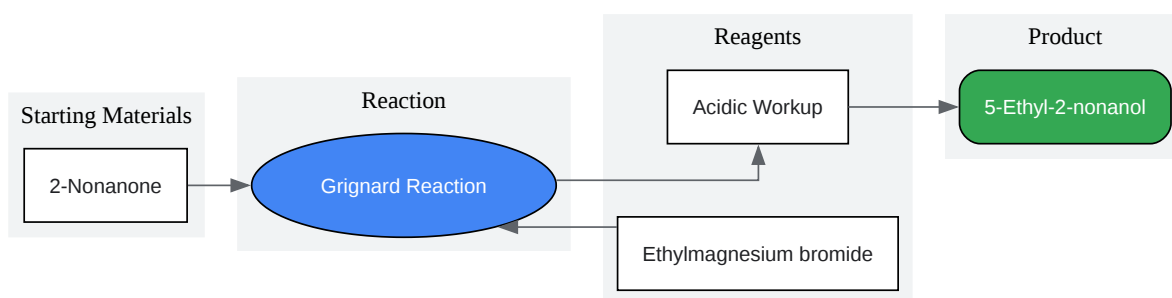 Starting Materials
2-Nonanone
Reaction
Grignard Reaction
Reagents
Acidic Workup
Ethylmagnesium bromide
Product
5-Ethyl-2-nonanol